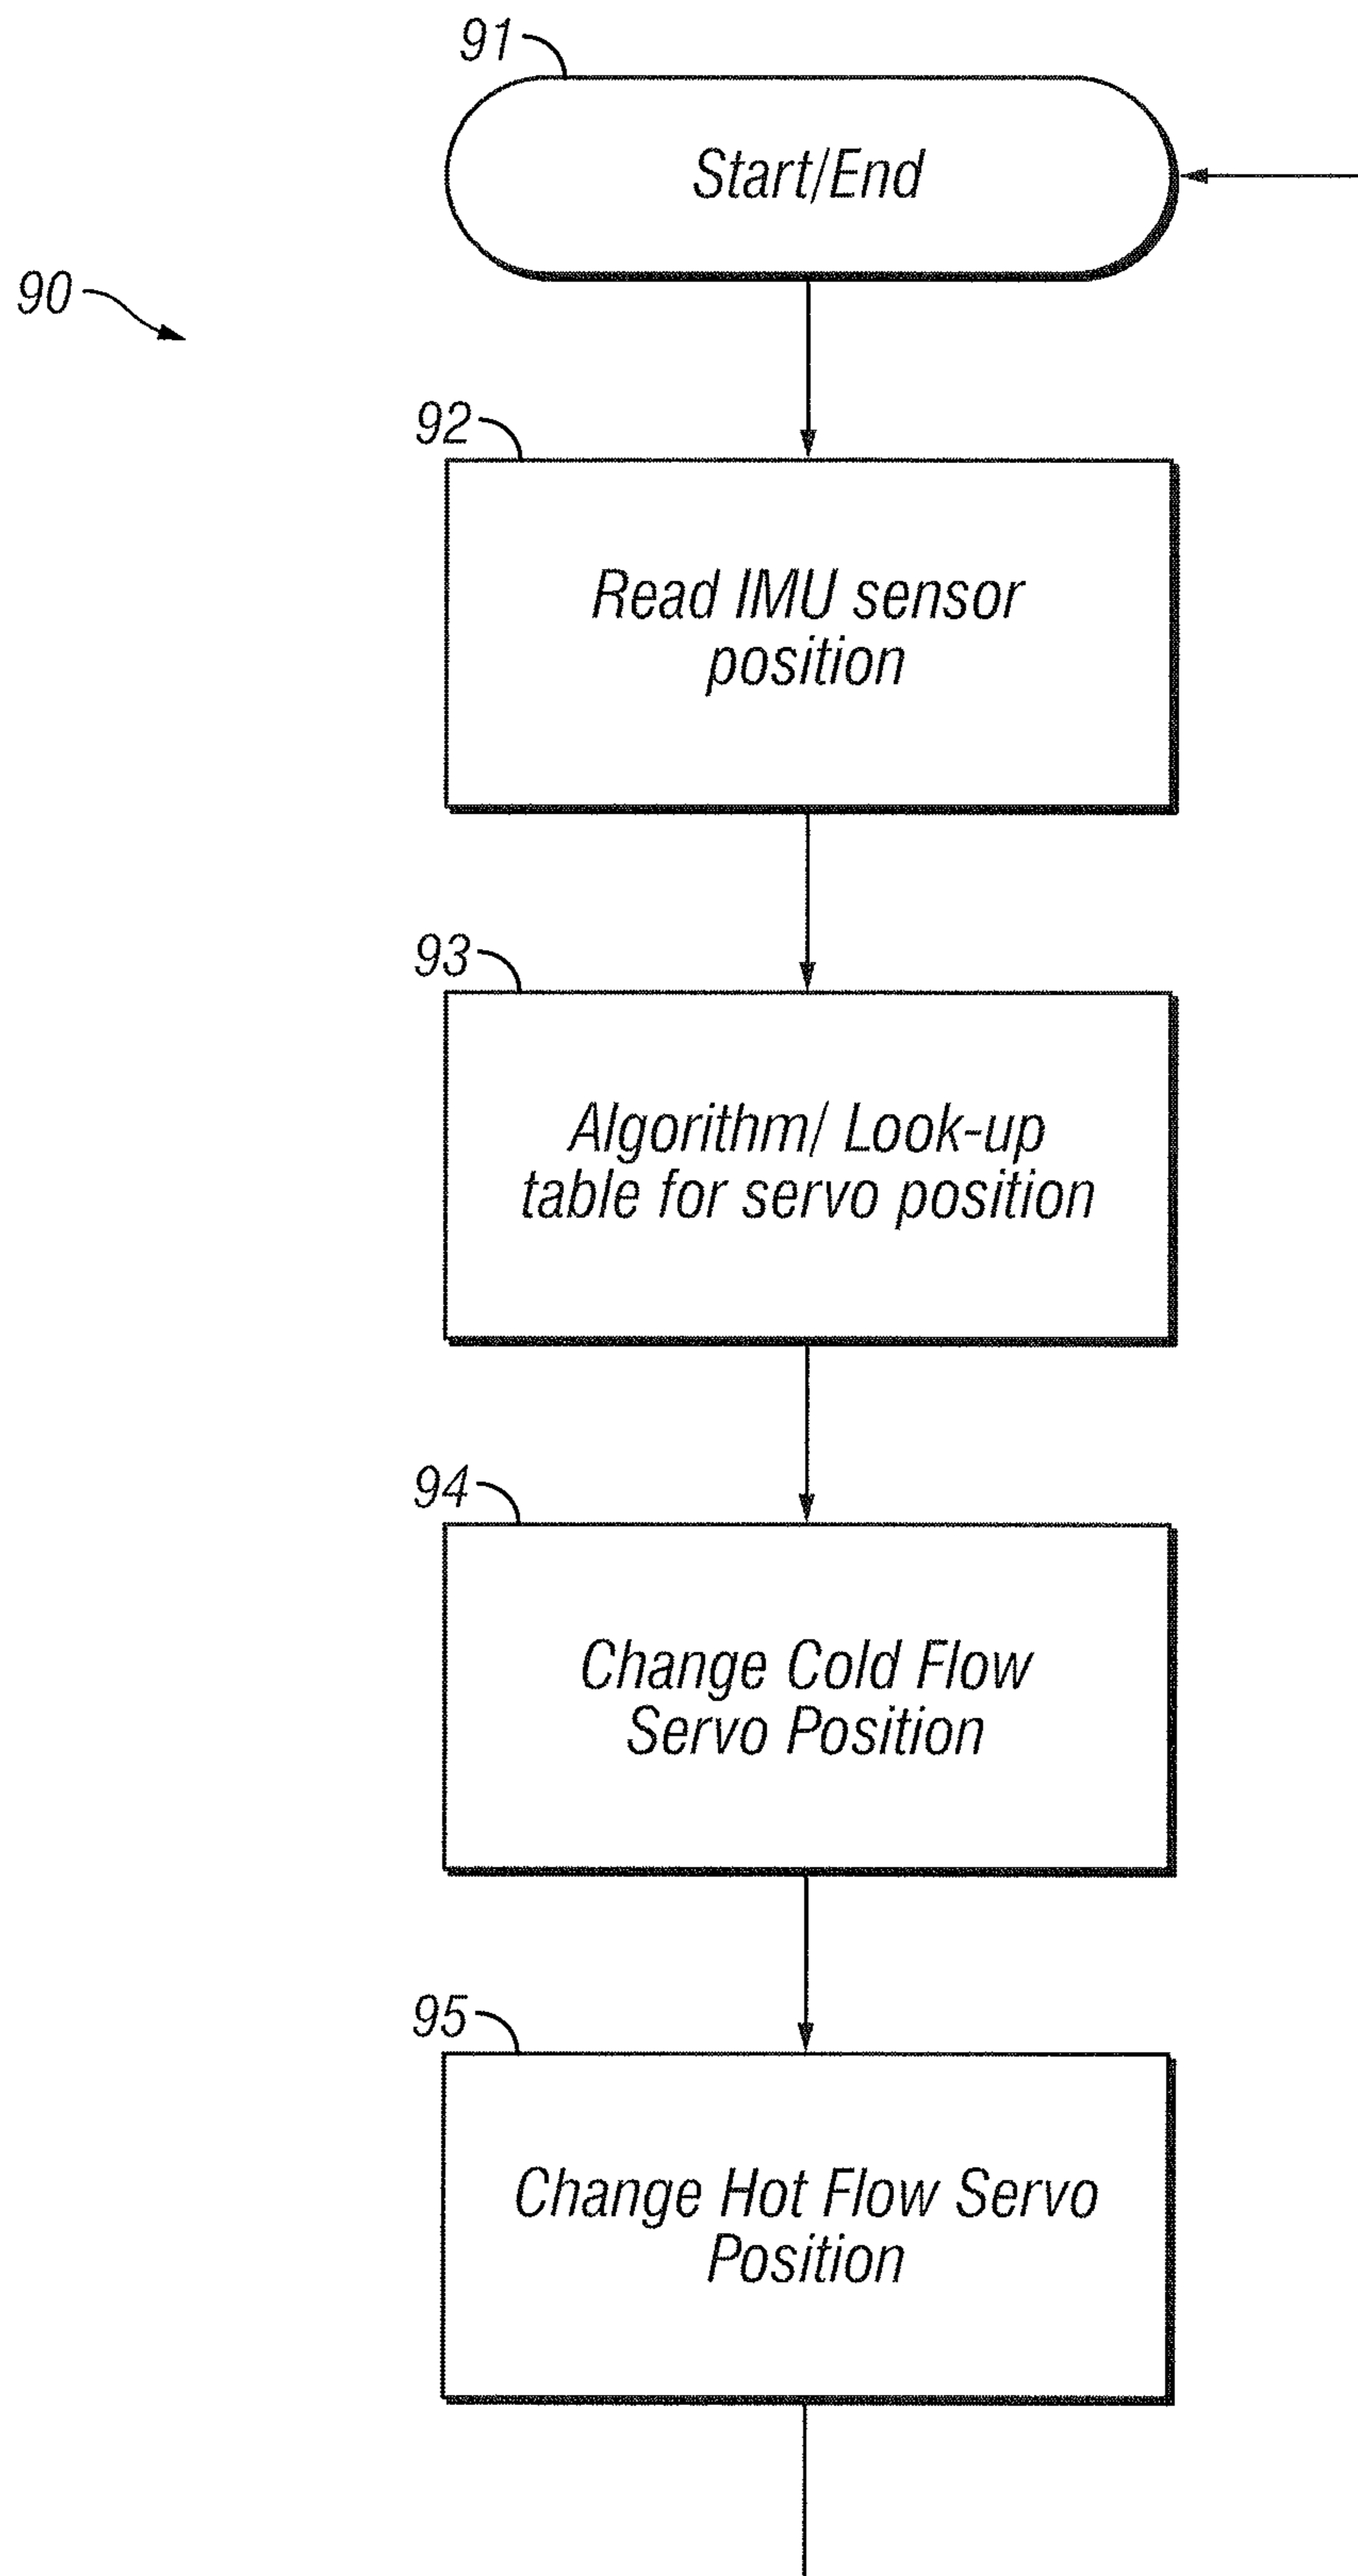 91
Start/End
90
92
Read IMU sensor
position
93
Algorithm/ Look-up
table for servo position
94
Change Cold Flow
Servo Position
95
Change Hot Flow Servo
Position